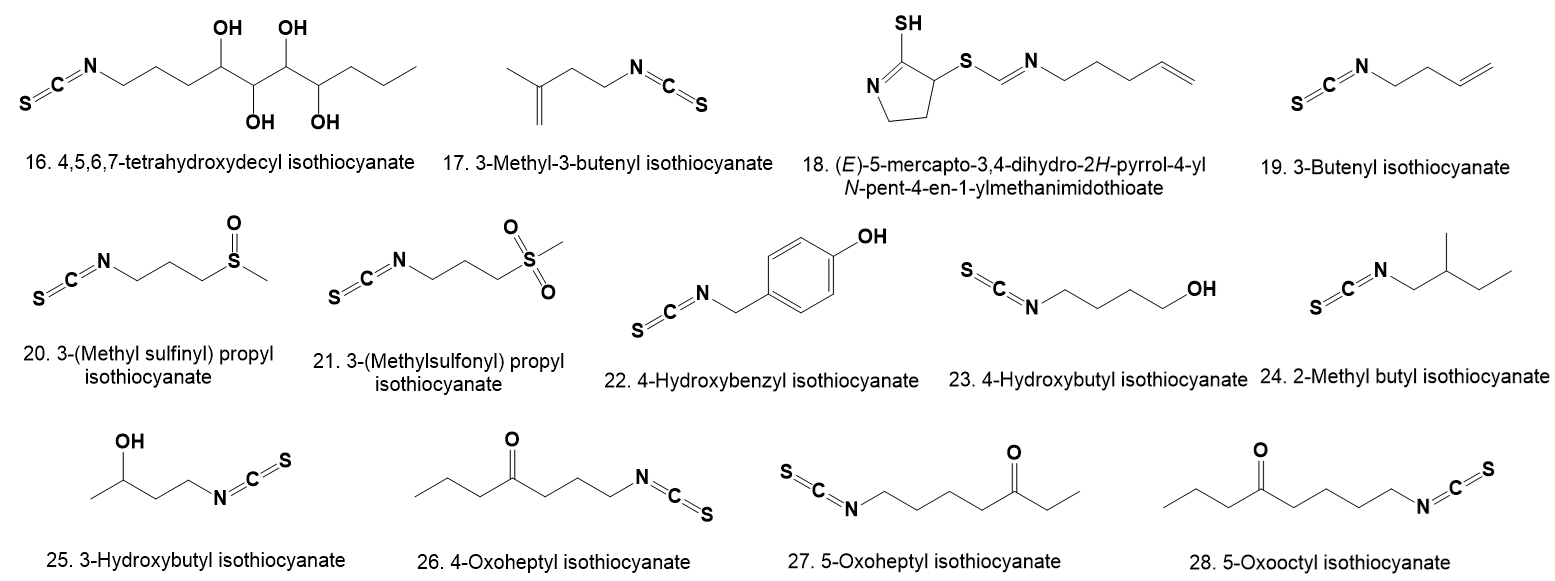 OH OH
S C N
OH OH
16. 4,5,6,7-tetrahydroxydecyl isothiocyanate
N C S
17. 3-Methyl-3-butenyl isothiocyanate
SH
N S N
18. (E)-5-mercapto-3,4-dihydro-2H-pyrrol-4-yl
N-pent-4-en-1-ylmethanimidothioate
S C N
19. 3-Butenyl isothiocyanate
O
S C N S
20. 3-(Methyl sulfinyl) propyl
isothiocyanate
O
S C N S
O
21. 3-(Methylsulfonyl) propyl
isothiocyanate
OH
S C N
22. 4-Hydroxybenzyl isothiocyanate
S C N OH
23. 4-Hydroxybutyl isothiocyanate
S C N
24. 2-Methyl butyl isothiocyanate
OH
N C S
25. 3-Hydroxybutyl isothiocyanate
O
N C S
26. 4-Oxoheptyl isothiocyanate
S C N O
27. 5-Oxoheptyl isothiocyanate
O
N C S
28. 5-Oxooctyl isothiocyanate